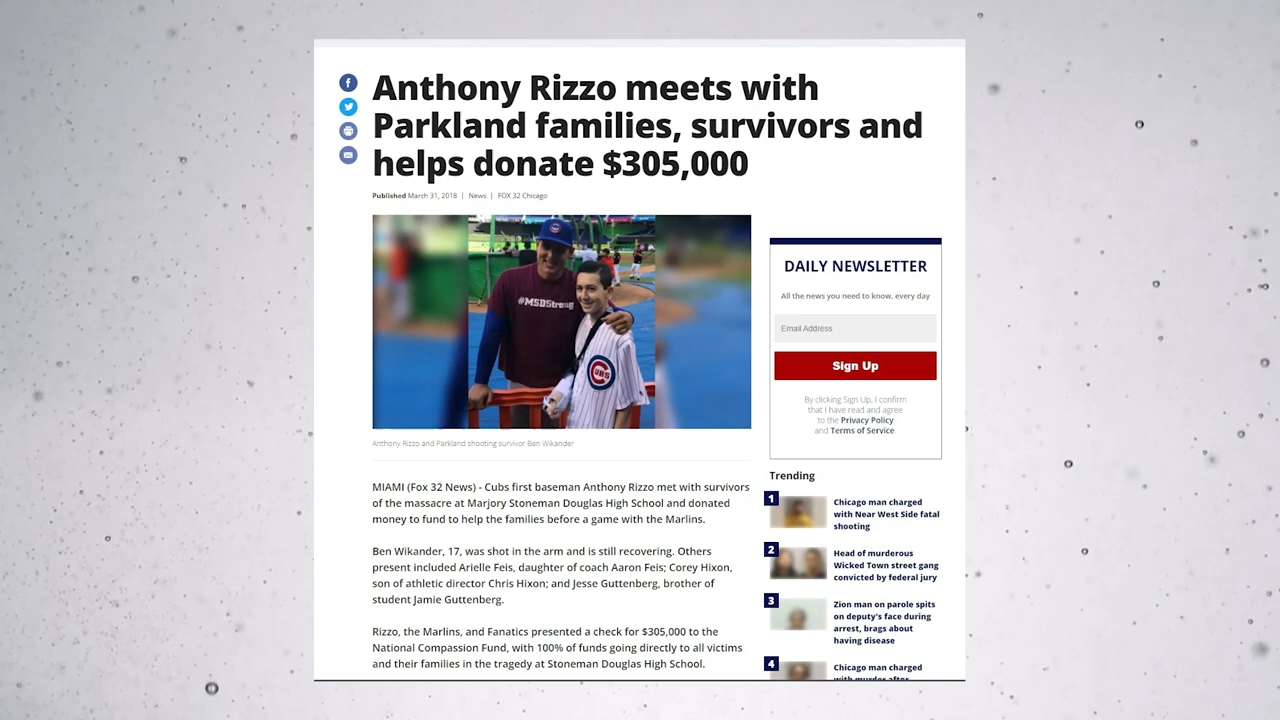 Anthony Rizzo meets with
Parkland families, survivors and
helps donate $305,000
Published March 31, 2018 | News | FOX 32 Chicago
#MSDStrong
CUBS
Anthony Rizzo and Parkland shooting survivor Ben Wikander
MIAMI (Fox 32 News) - Cubs first baseman Anthony Rizzo met with survivors
of the massacre at Marjory Stoneman Douglas High School and donated
money to fund to help the families before a game with the Marlins.
Ben Wikander, 17, was shot in the arm and is still recovering. Others
present included Arielle Feis, daughter of coach Aaron Feis; Corey Hixon,
son of athletic director Chris Hixon; and Jesse Guttenberg, brother of
student Jamie Guttenberg.
Rizzo, the Marlins, and Fanatics presented a check for $305,000 to the
National Compassion Fund, with 100% of funds going directly to all victims
and their families in the tragedy at Stoneman Douglas High School.
DAILY NEWSLETTER
All the news you need to know, every day
Email Address
Sign Up
By clicking Sign Up, I confirm
that I have read and agree
to the Privacy Policy
and Terms of Service
Trending
1
Chicago man charged
with Near West Side fatal
shooting
2
Head of murderous
Wicked Town street gang
convicted by federal jury
3
Zion man on parole spits
on deputy's face during
arrest, brags about
having disease
4
Chicago man charged
with murder after